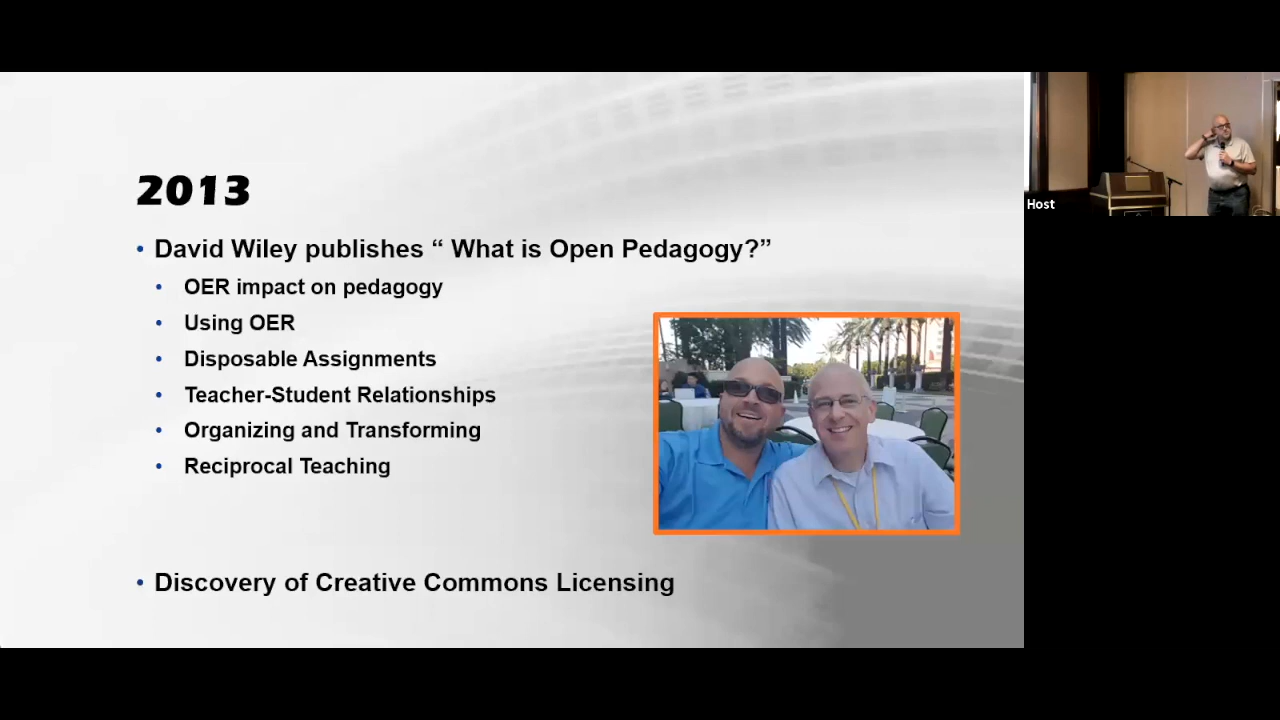 2013
• David Wiley publishes “ What is Open Pedagogy?”
• OER impact on pedagogy
• Using OER
• Disposable Assignments
• Teacher-Student Relationships
• Organizing and Transforming
• Reciprocal Teaching
• Discovery of Creative Commons Licensing
Host